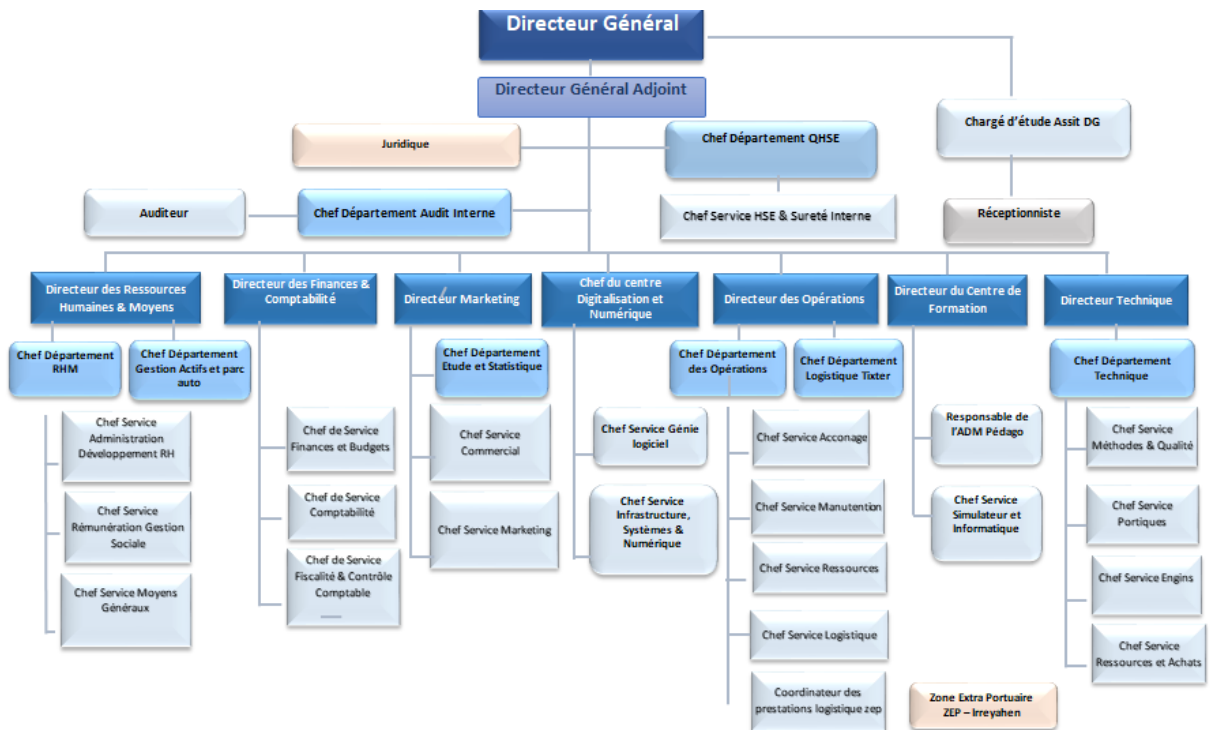 Directeur Général
Directeur Général Adjoint
Chargé d'étude Assit DG
Juridique
Chef Département QHSE
Auditeur
Chef Département Audit Interne
Chef Service HSE & Sureté Interne
Réceptionniste
Directeur des Ressources
Humaines & Moyens
Directeur des Finances &
Comptabilité
Directeur Marketing
Chef du centre
Digitalisation et
Numérique
Directeur des Opérations
Directeur du Centre de
Formation
Directeur Technique
Chef Département
RHM
Chef Département
Gestion Actifs et parc
auto
Chef Département
Etude et Statistique
Chef Département
des Opérations
Chef Département
Logistique Tixter
Chef Département
Technique
Chef Service
Administration
Développement RH
Chef de Service
Finances et Budgets
Chef Service
Commercial
Chef Service Génie
logiciel
Chef Service Acconage
Responsable de
l'ADM Pédago
Chef Service
Méthodes & Qualité
Chef Service
Rémunération Gestion
Sociale
Chef de Service
Comptabilité
Chef Service Marketing
Chef Service
Infrastructure,
Systèmes &
Numérique
Chef Service Manutention
Chef Service
Simulateur et
Informatique
Chef Service
Portiques
Chef Service Moyens
Généraux
Chef de Service
Fiscalité & Contrôle
Comptable
Chef Service Ressources
Chef Service Engins
Chef Service Logistique
Chef Service
Ressources et Achats
Coordinateur des
prestations logistique zep
Zone Extra Portuaire
ZEP – Irreyahen